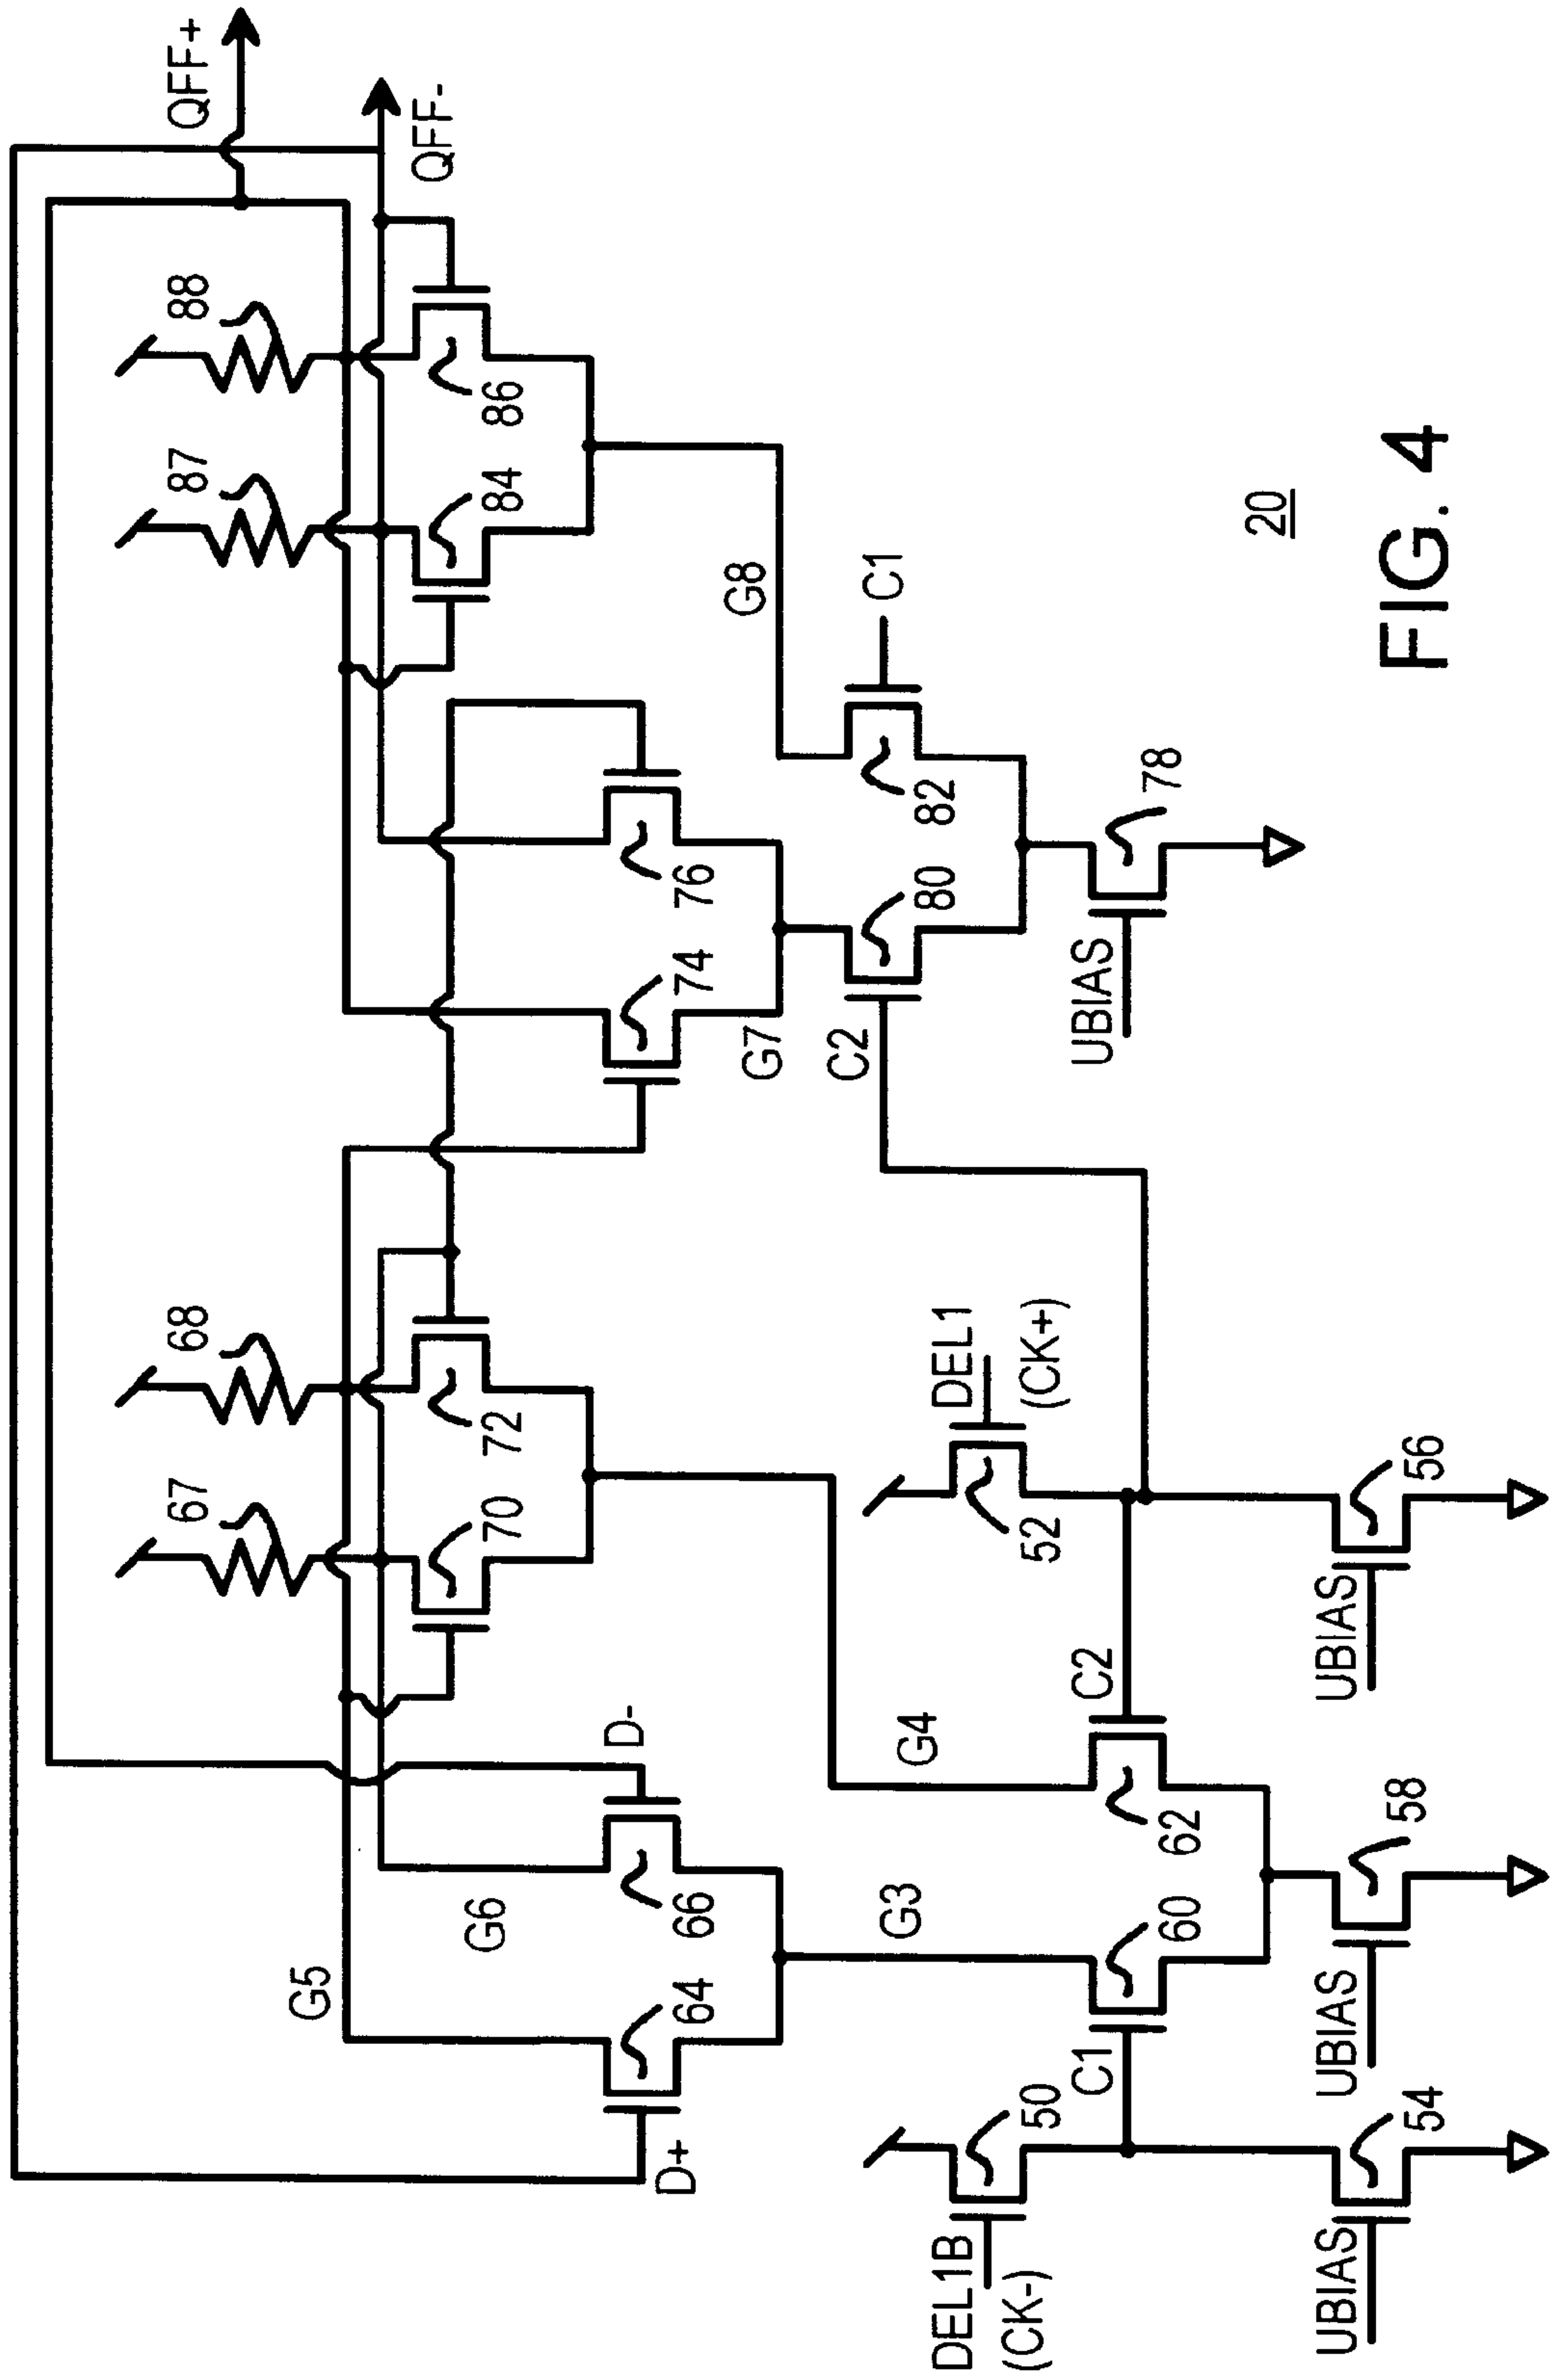 QFF+
QFF-
67
68
87
88
G5
G6
70
72
84
86
D+
D-
64
66
74
76
G3
G4
G7
G8
DEL1B
(CK-)
50
DEL1
(CK+)
52
C2
80
82
C1
C1
60
62
C2
UBIAS
78
UBIAS
54
UBIAS
58
UBIAS
56
20
FIG. 4